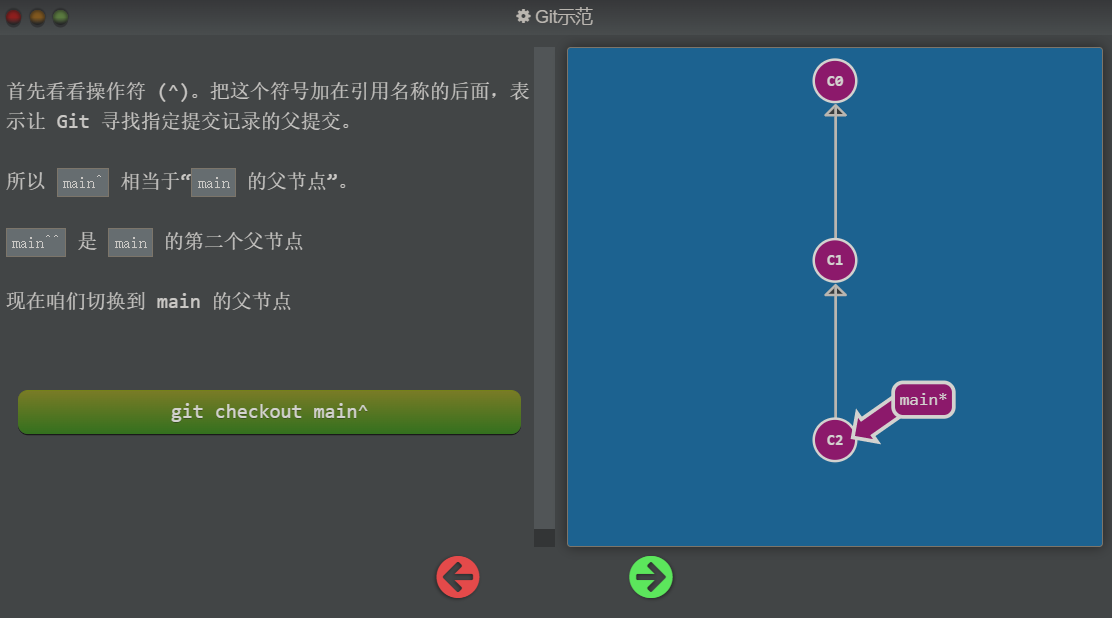 Git示范
首先看看操作符 (^)。把这个符号加在引用名称的后面，表
示让 Git 寻找指定提交记录的父提交。
所以 main^ 相当于“main 的父节点”。
main^^ 是 main 的第二个父节点
现在咱们切换到 main 的父节点
git checkout main^
C0
C1
main*
C2